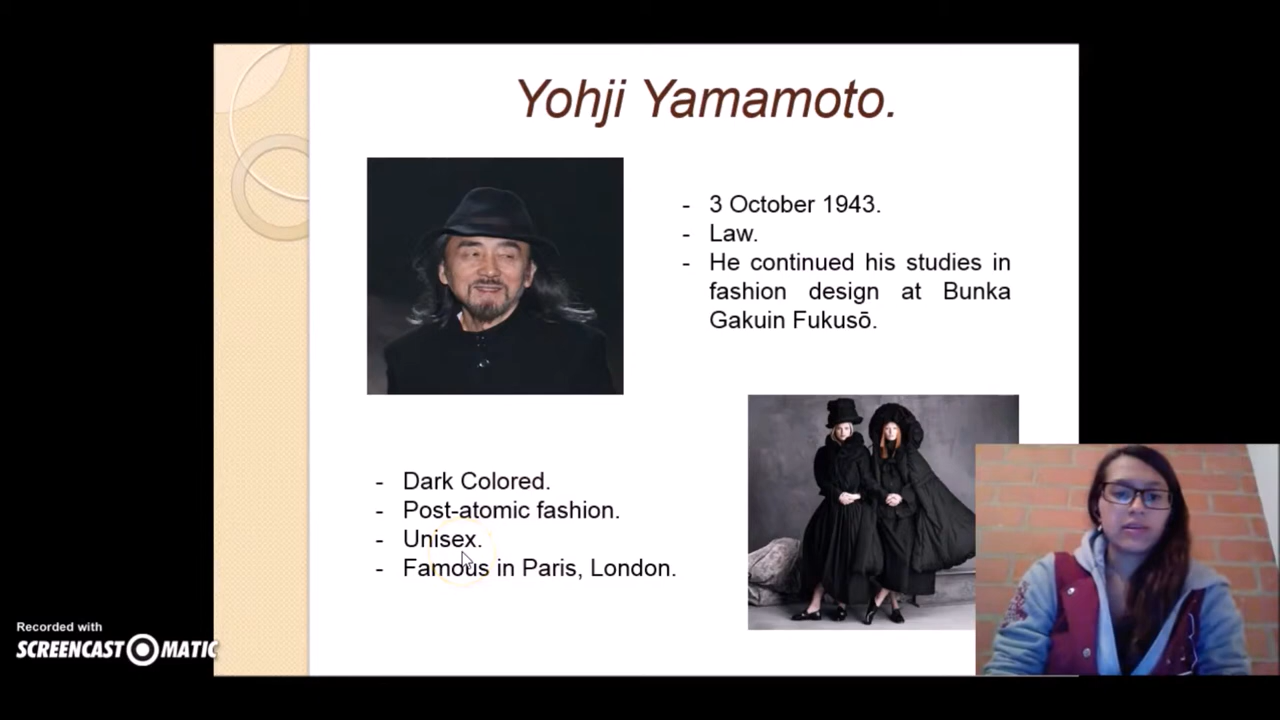 Yohji Yamamoto.
- 3 October 1943.
- Law.
- He continued his studies in
fashion design at Bunka
Gakuin Fukusō.
- Dark Colored.
- Post-atomic fashion.
- Unisex.
- Famous in Paris, London.
Recorded with
SCREENCAST MATIC